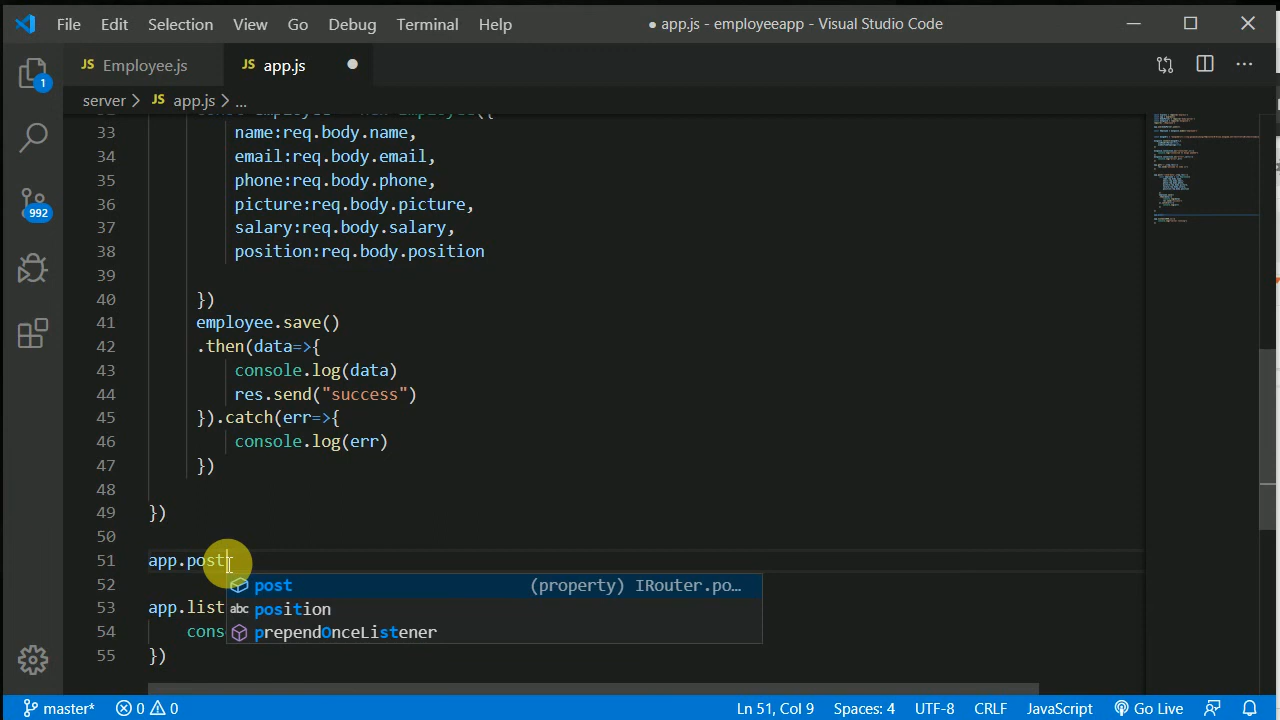 File Edit Selection View Go Debug Terminal Help ● app.js - employeeapp - Visual Studio Code
JS Employee.js JS app.js ●
server > JS app.js > ...
33 name:req.body.name,
34 email:req.body.email,
35 phone:req.body.phone,
36 picture:req.body.picture,
37 salary:req.body.salary,
38 position:req.body.position
39
40 })
41 employee.save()
42 .then(data=>{
43 console.log(data)
44 res.send("success")
45 }).catch(err=>{
46 console.log(err)
47 })
48
49 })
50
51 app.post
post (property) IRouter.po…
52
abc position
53 app.list
prependOnceListener
54 cons
55 })
1
992
master* 0 0 Ln 51, Col 9 Spaces: 4 UTF-8 CRLF JavaScript Go Live